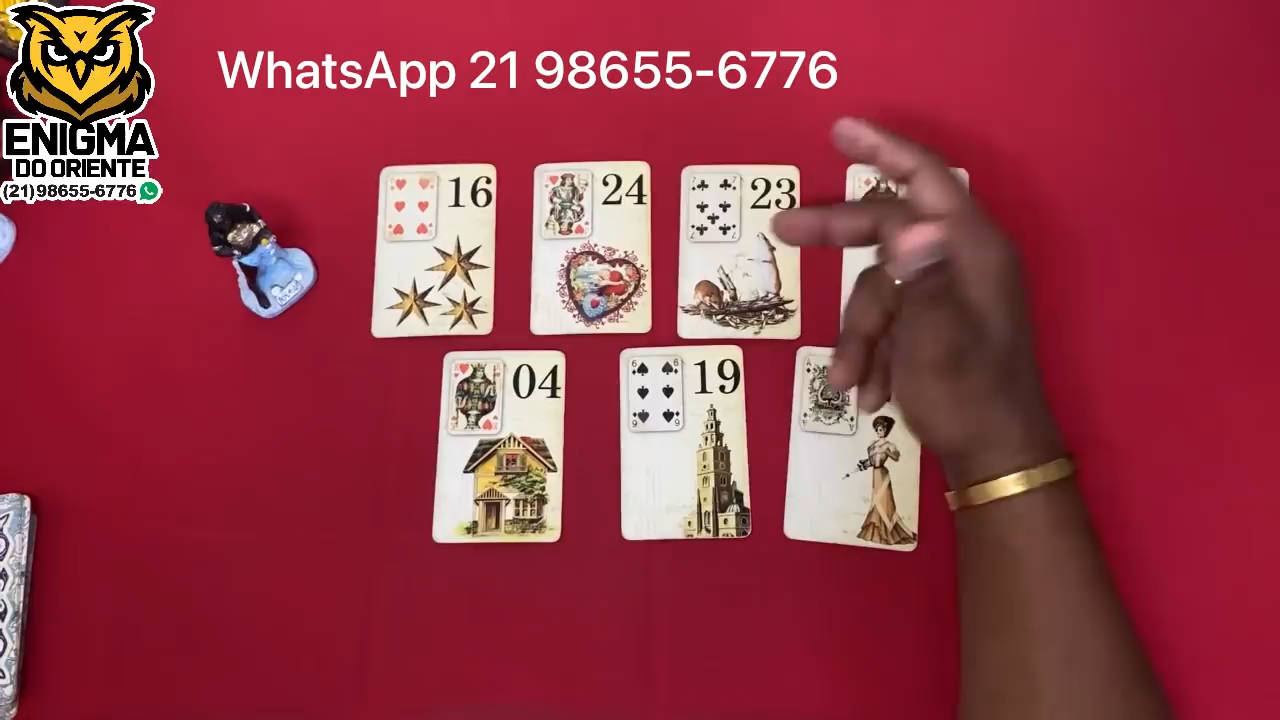 WhatsApp 21 98655-6776
ENIGMA
DO ORIENTE
(21)98655-6776
16
24
23
04
19